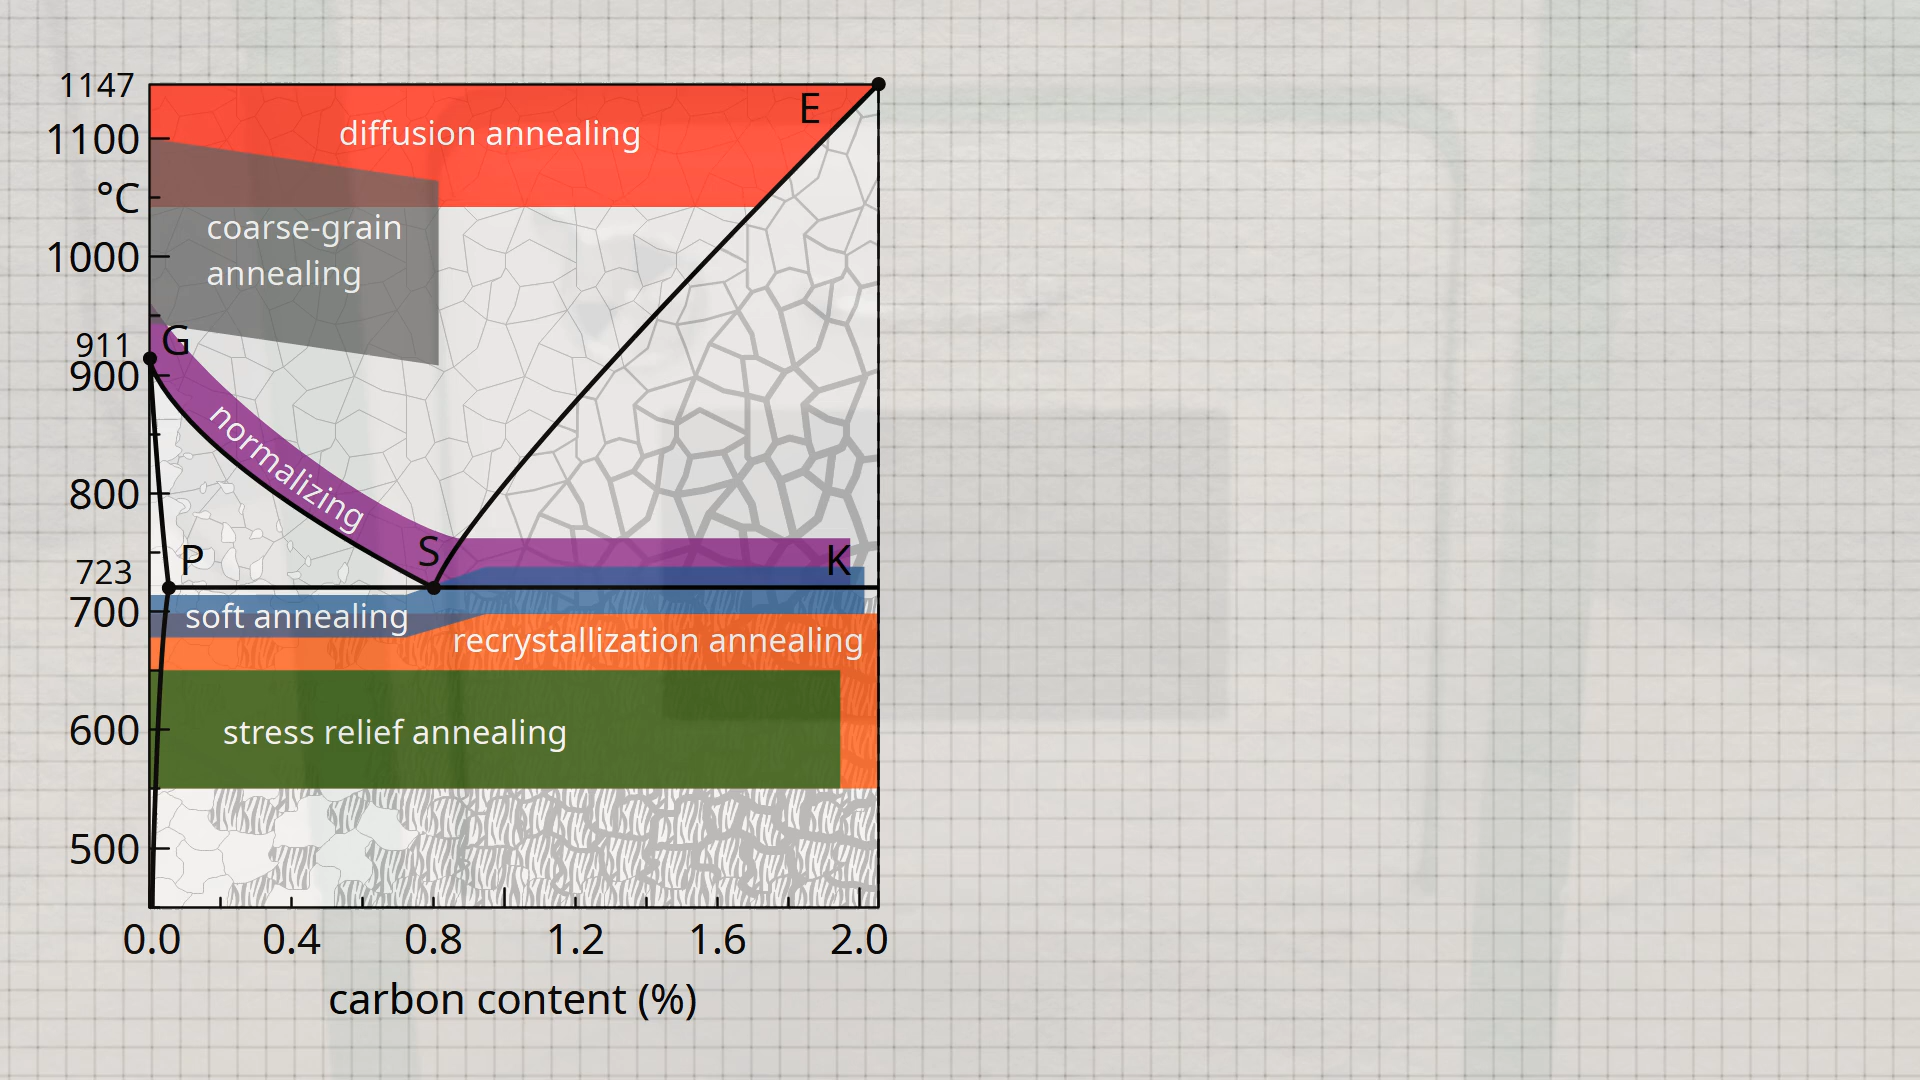 1147
E
1100
diffusion annealing
°C
coarse-grain
annealing
1000
911
G
900
normalizing
800
S
K
P
723
700
soft annealing
recrystallization annealing
600
stress relief annealing
500
0.0 0.4 0.8 1.2 1.6 2.0
carbon content (%)